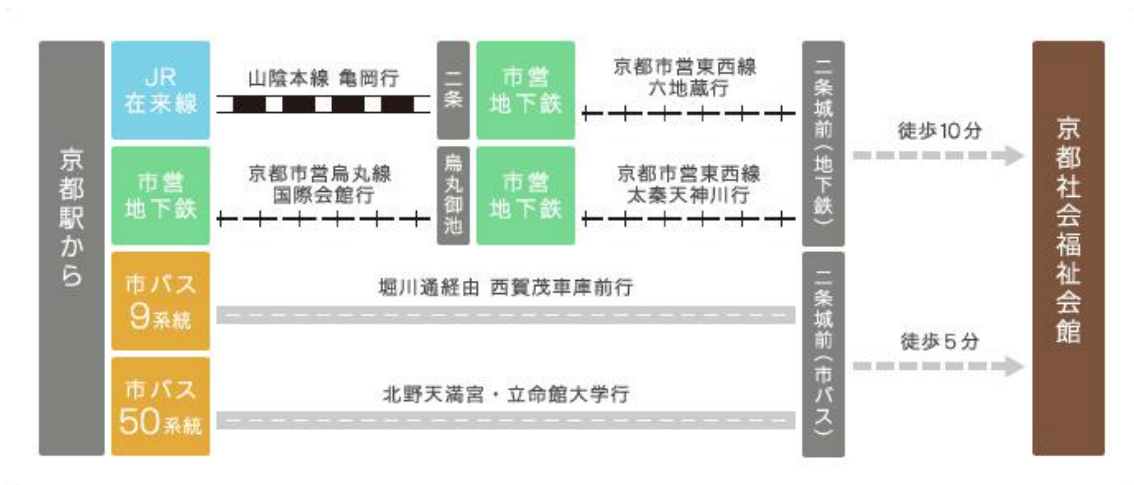 京都駅から
JR
在来線
山陰本線 亀岡行
二条
市営
地下鉄
京都市営東西線
六地蔵行
市営
地下鉄
京都市営烏丸線
国際会館行
烏丸御池
市営
地下鉄
京都市営東西線
太秦天神川行
二条城前(地下鉄)
徒歩10分
市バス
9系統
堀川通経由 西賀茂車庫前行
市バス
50系統
北野天満宮・立命館大学行
二条城前(市バス)
徒歩5分
京都社会福祉会館